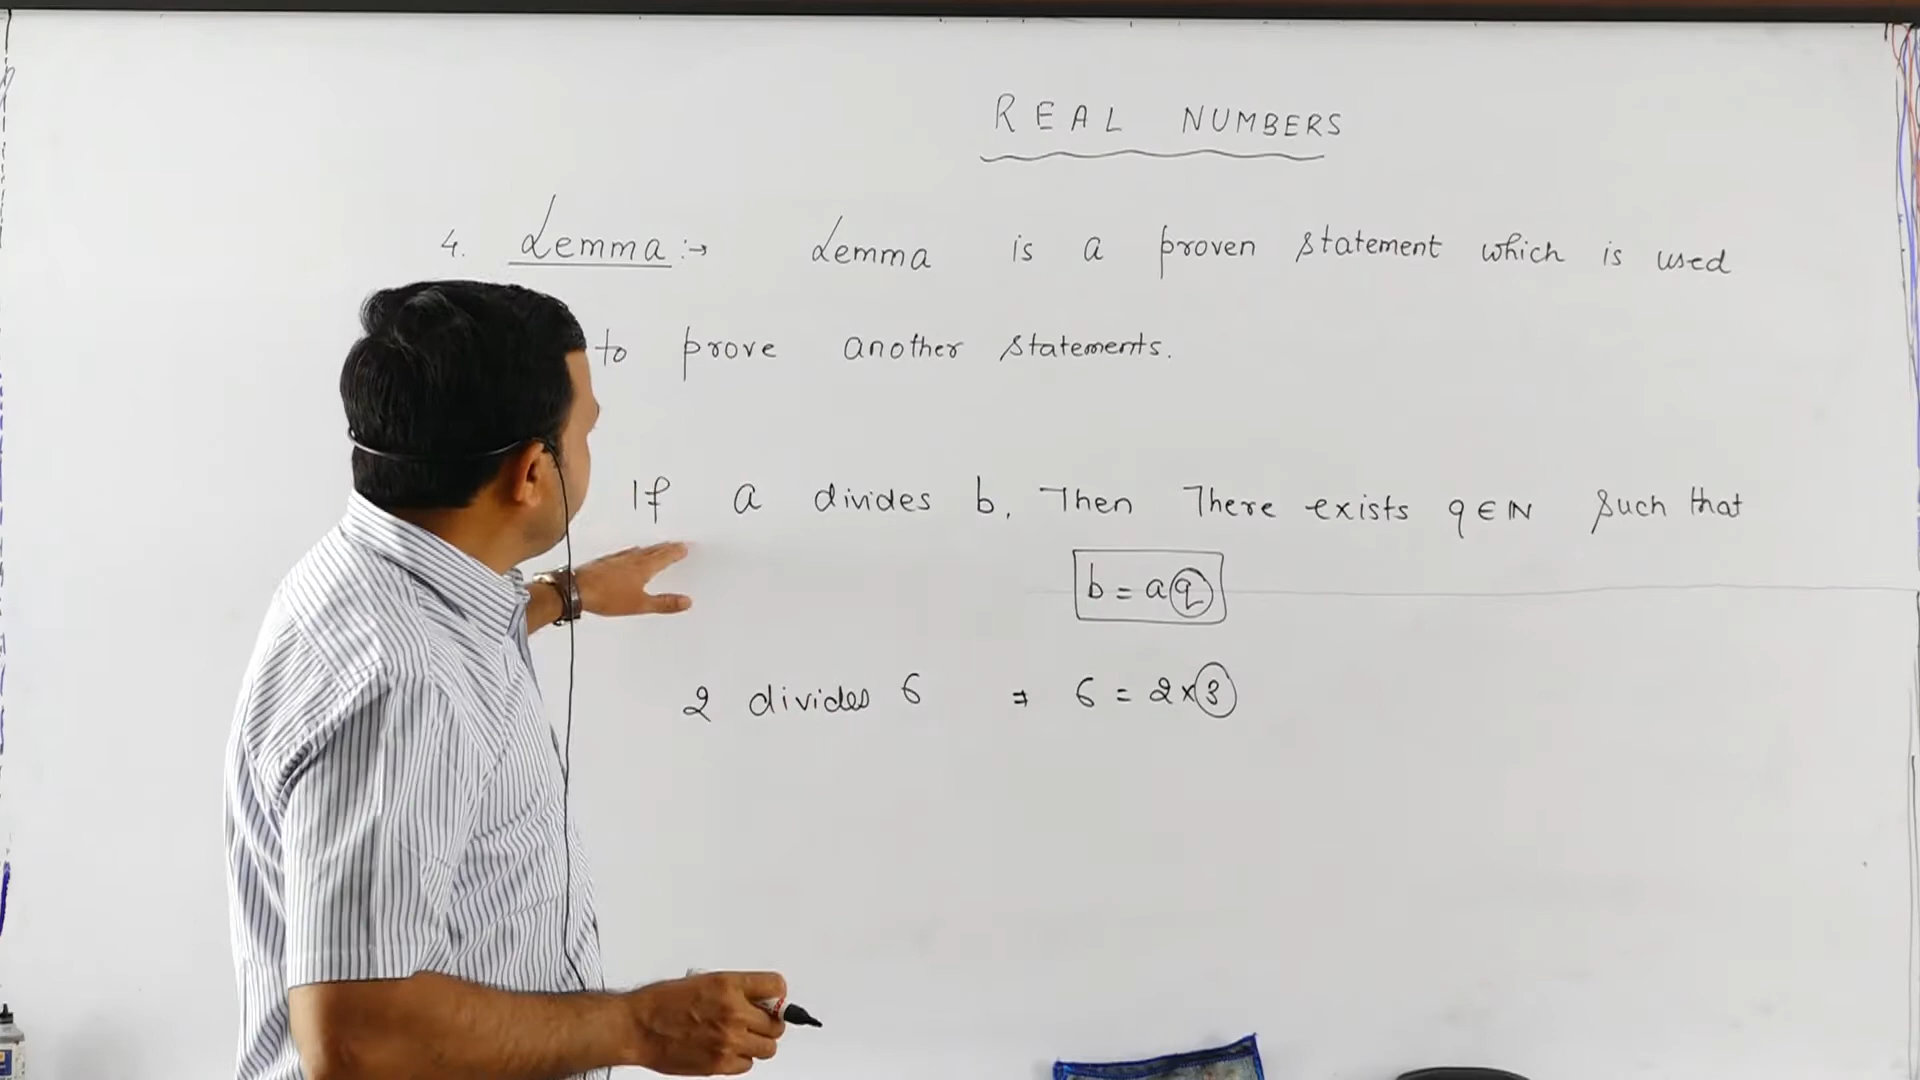 REAL NUMBERS
4. Lemma :→ Lemma is a proven statement which is used
to prove another statements.
If a divides b, Then There exists q ∈ N such that
b = aq
2 divides 6 ⇒ 6 = 2×3